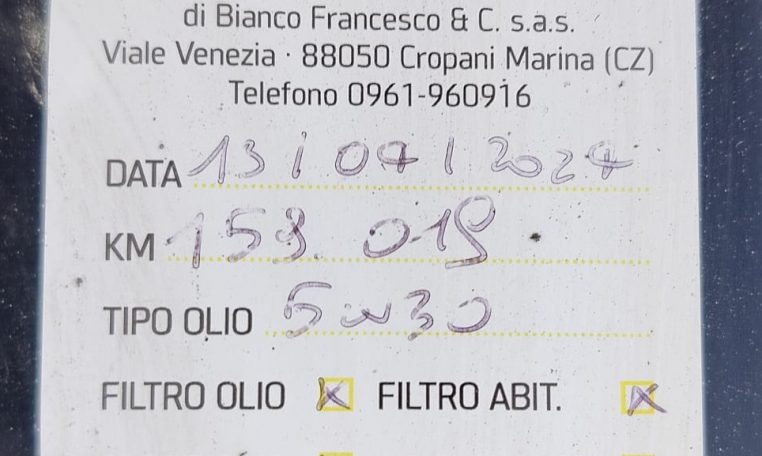 di Bianco Francesco & C. s.a.s.
Viale Venezia · 88050 Cropani Marina (CZ)
Telefono 0961-960916
DATA 13/07/2024
KM 153.019
TIPO OLIO 5w30
FILTRO OLIO X FILTRO ABIT. X